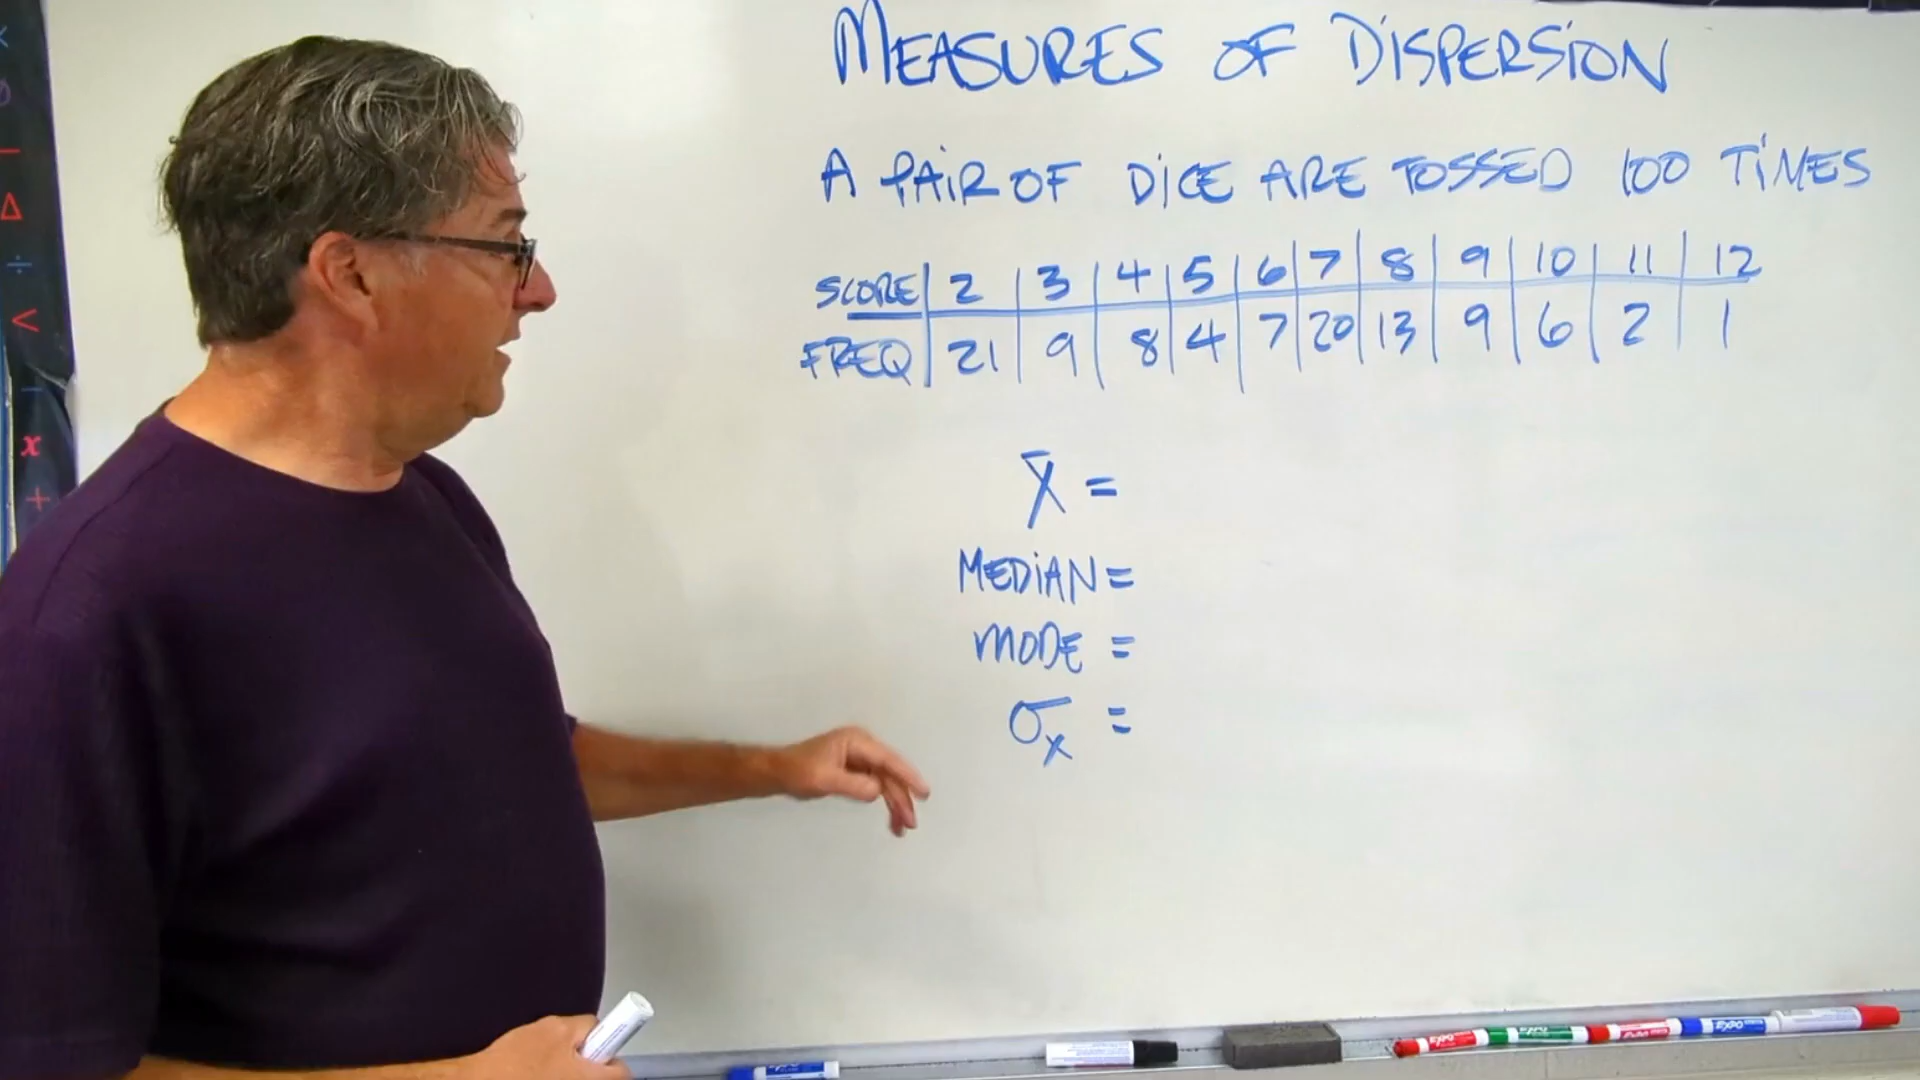 MEASURES OF DISPERSION
A PAIR OF DICE ARE TOSSED 100 TIMES
SCORE 2 3 4 5 6 7 8 9 10 11 12
FREQ 21 9 8 4 7 20 13 9 6 2 1
x̄ =
MEDIAN =
MODE =
σx =
EXPO
EXPO
EXPO